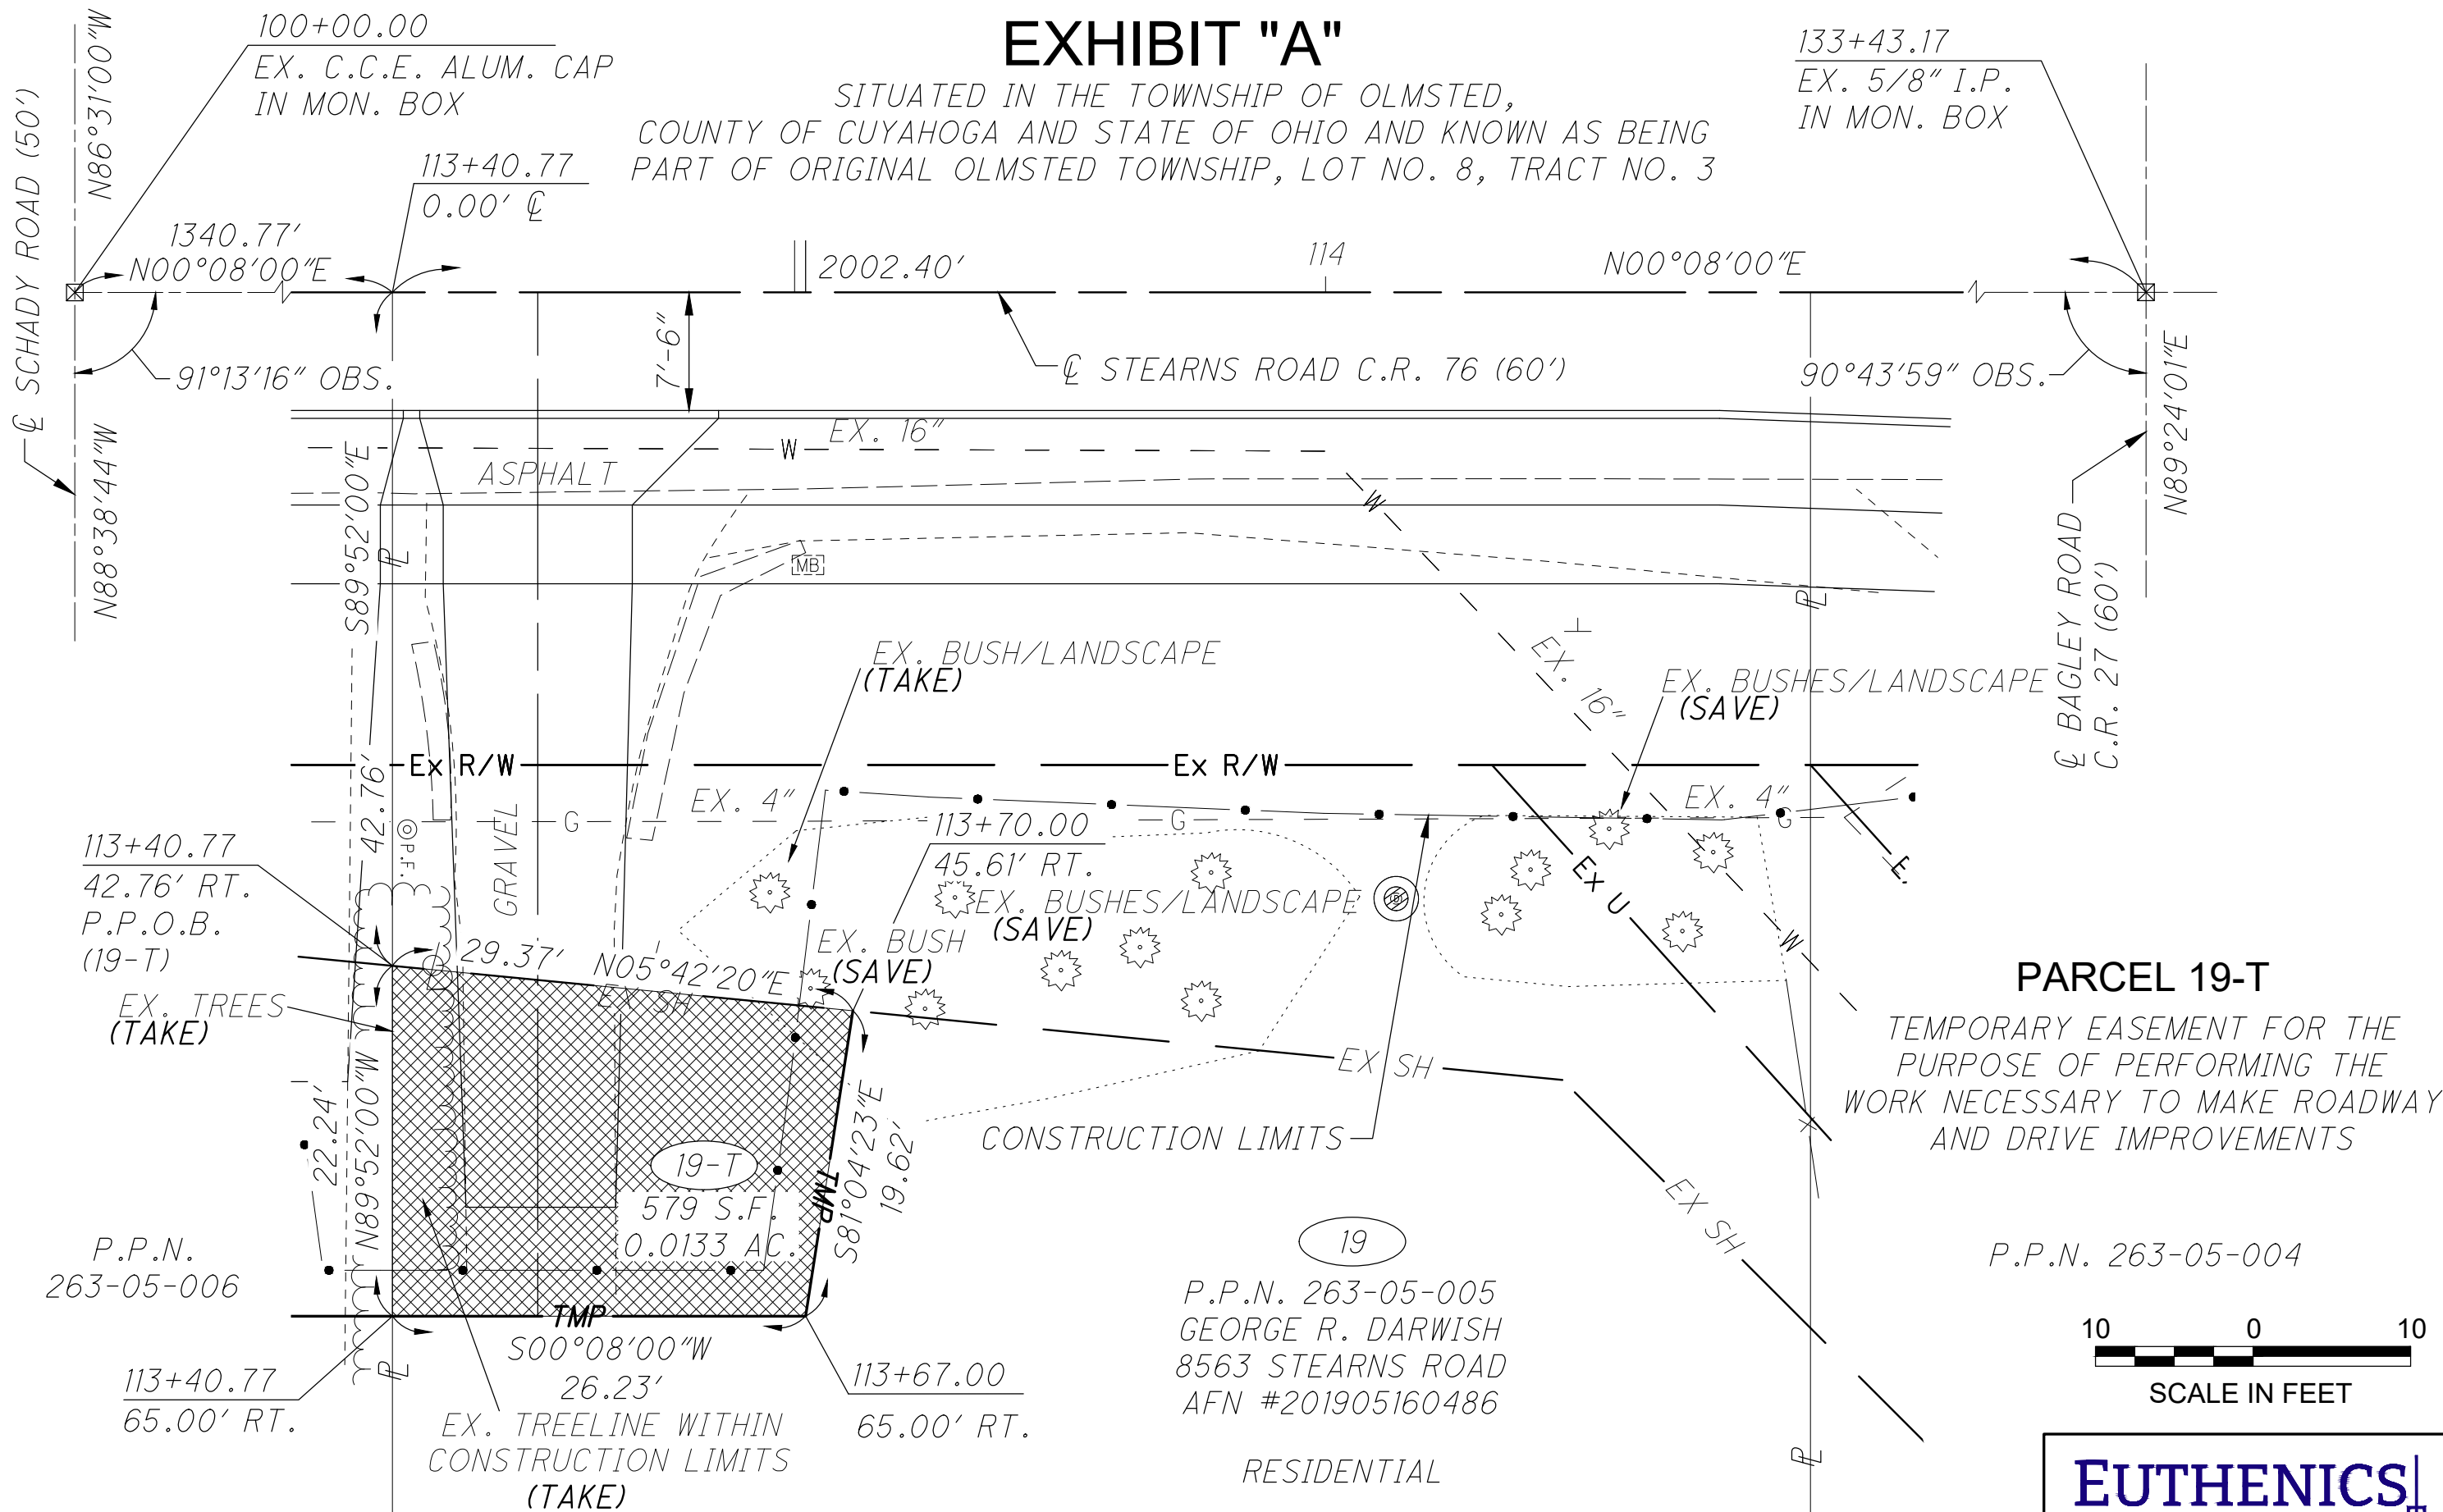 EXHIBIT "A"
SITUATED IN THE TOWNSHIP OF OLMSTED,
COUNTY OF CUYAHOGA AND STATE OF OHIO AND KNOWN AS BEING
PART OF ORIGINAL OLMSTED TOWNSHIP, LOT NO. 8, TRACT NO. 3
100+00.00
EX. C.C.E. ALUM. CAP
IN MON. BOX
133+43.17
EX. 5/8" I.P.
IN MON. BOX
℄ SCHADY ROAD (50')
N86°31'00"W
N88°38'44"W
113+40.77
0.00' ℄
1340.77'
N00°08'00"E
2002.40'
114
N00°08'00"E
91°13'16" OBS.
7'-6"
℄ STEARNS ROAD C.R. 76 (60')
90°43'59" OBS.
N89°24'01"E
℄ BAGLEY ROAD
C.R. 27 (60')
EX. 16"
W
ASPHALT
W
S89°52'00"E
42.76'
℄P
MB
℄P
EX. BUSH/LANDSCAPE
(TAKE)
EX. 16"
EX. BUSHES/LANDSCAPE
(SAVE)
Ex R/W
Ex R/W
EX. 4"
G
G
EX. 4"
G
P.F.
GRAVEL
113+40.77
42.76' RT.
P.P.O.B.
(19-T)
113+70.00
45.61' RT.
EX. BUSHES/LANDSCAPE
(SAVE)
EX. BUSH
(SAVE)
Ex U
W
29.37'
N05°42'20"E
EX SH
EX. TREES
(TAKE)
EX SH
EX SH
CONSTRUCTION LIMITS
PARCEL 19-T
TEMPORARY EASEMENT FOR THE
PURPOSE OF PERFORMING THE
WORK NECESSARY TO MAKE ROADWAY
AND DRIVE IMPROVEMENTS
22.24'
N89°52'00"W
19-T
579 S.F.
0.0133 AC.
TMP
S81°04'23"E
19.62'
P.P.N.
263-05-006
19
P.P.N. 263-05-005
GEORGE R. DARWISH
8563 STEARNS ROAD
AFN #201905160486
RESIDENTIAL
P.P.N. 263-05-004
TMP
S00°08'00"W
26.23'
113+40.77
65.00' RT.
113+67.00
65.00' RT.
EX. TREELINE WITHIN
CONSTRUCTION LIMITS
(TAKE)
10 0 10
SCALE IN FEET
EUTHENICS